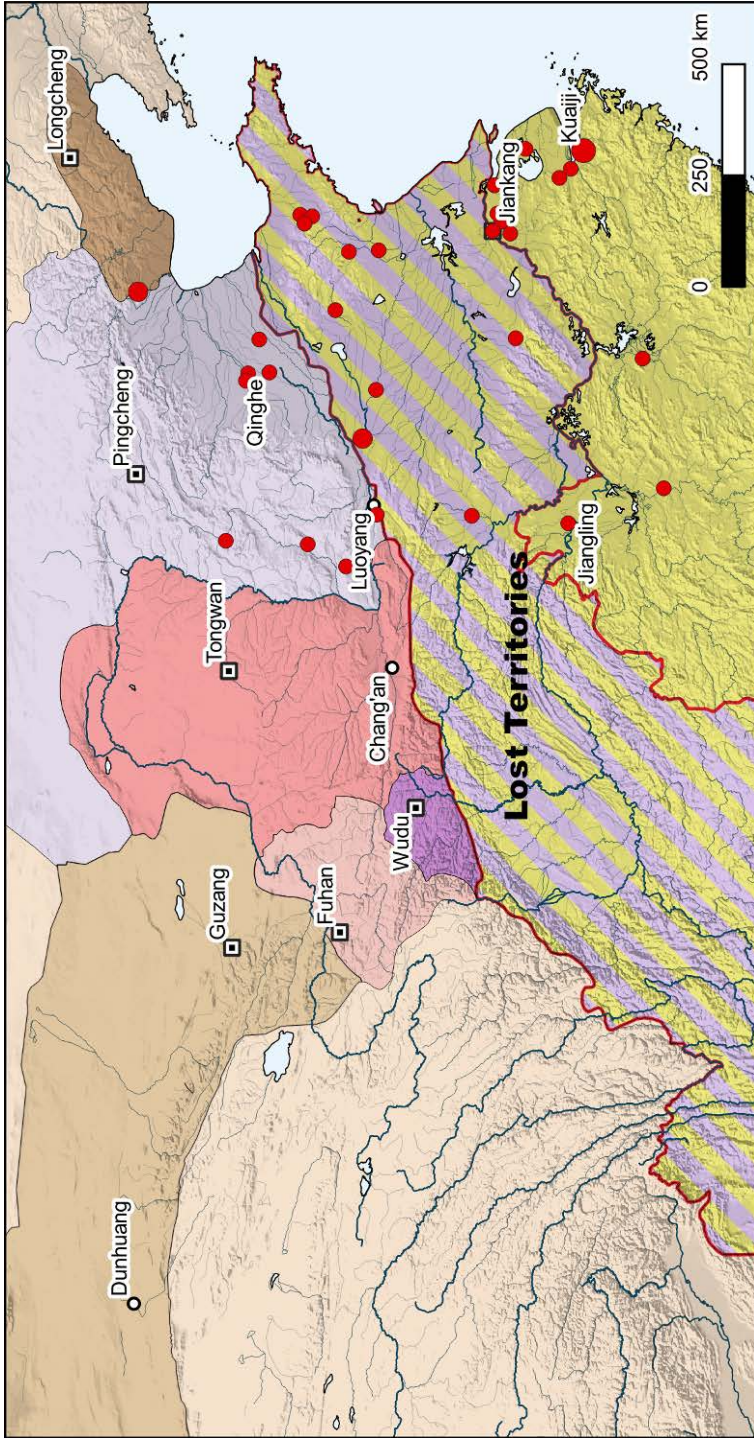 Longcheng
Pingcheng
Dunhuang
Guzang
Tongwan
Qinghe
Fuhan
Luoyang
Chang'an
Wudu
Lost Territories
Jiankang
Jiangling
Kuaiji
0 250 500 km